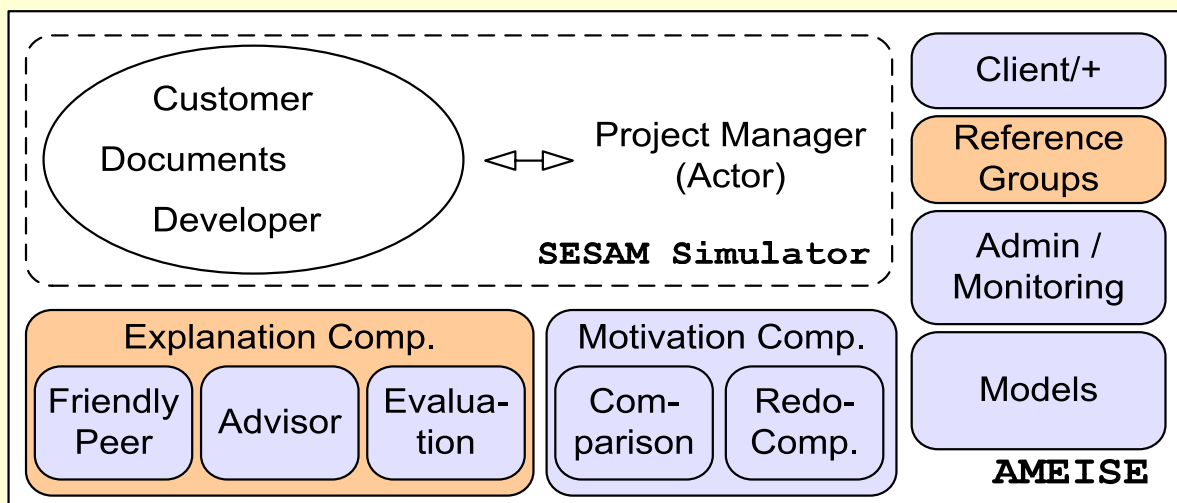 Customer
Documents
Developer
Project Manager
(Actor)
SESAM Simulator
Explanation Comp.
Friendly
Peer
Advisor
Evalua-
tion
Motivation Comp.
Com-
parison
Redo-
Comp.
Client/+
Reference
Groups
Admin /
Monitoring
Models
AMEISE